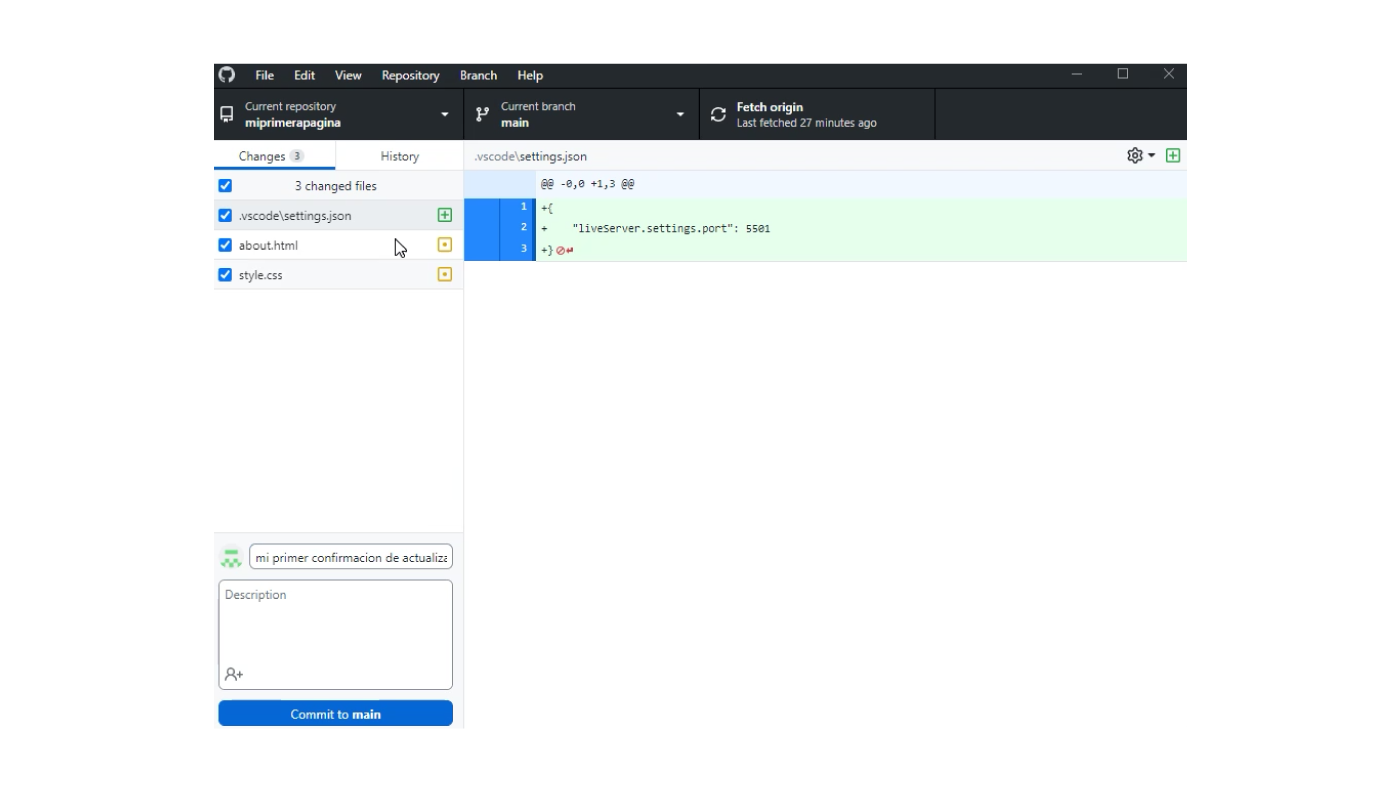 File Edit View Repository Branch Help
Current repository
miprimerapagina
Current branch
main
Fetch origin
Last fetched 27 minutes ago
Changes 3
History
.vscode\settings.json
3 changed files
.vscode\settings.json
about.html
style.css
@@ -0,0 +1,3 @@
1 +{
2 + "liveServer.settings.port": 5501
3 +}
mi primer confirmacion de actualiza
Description
Commit to main